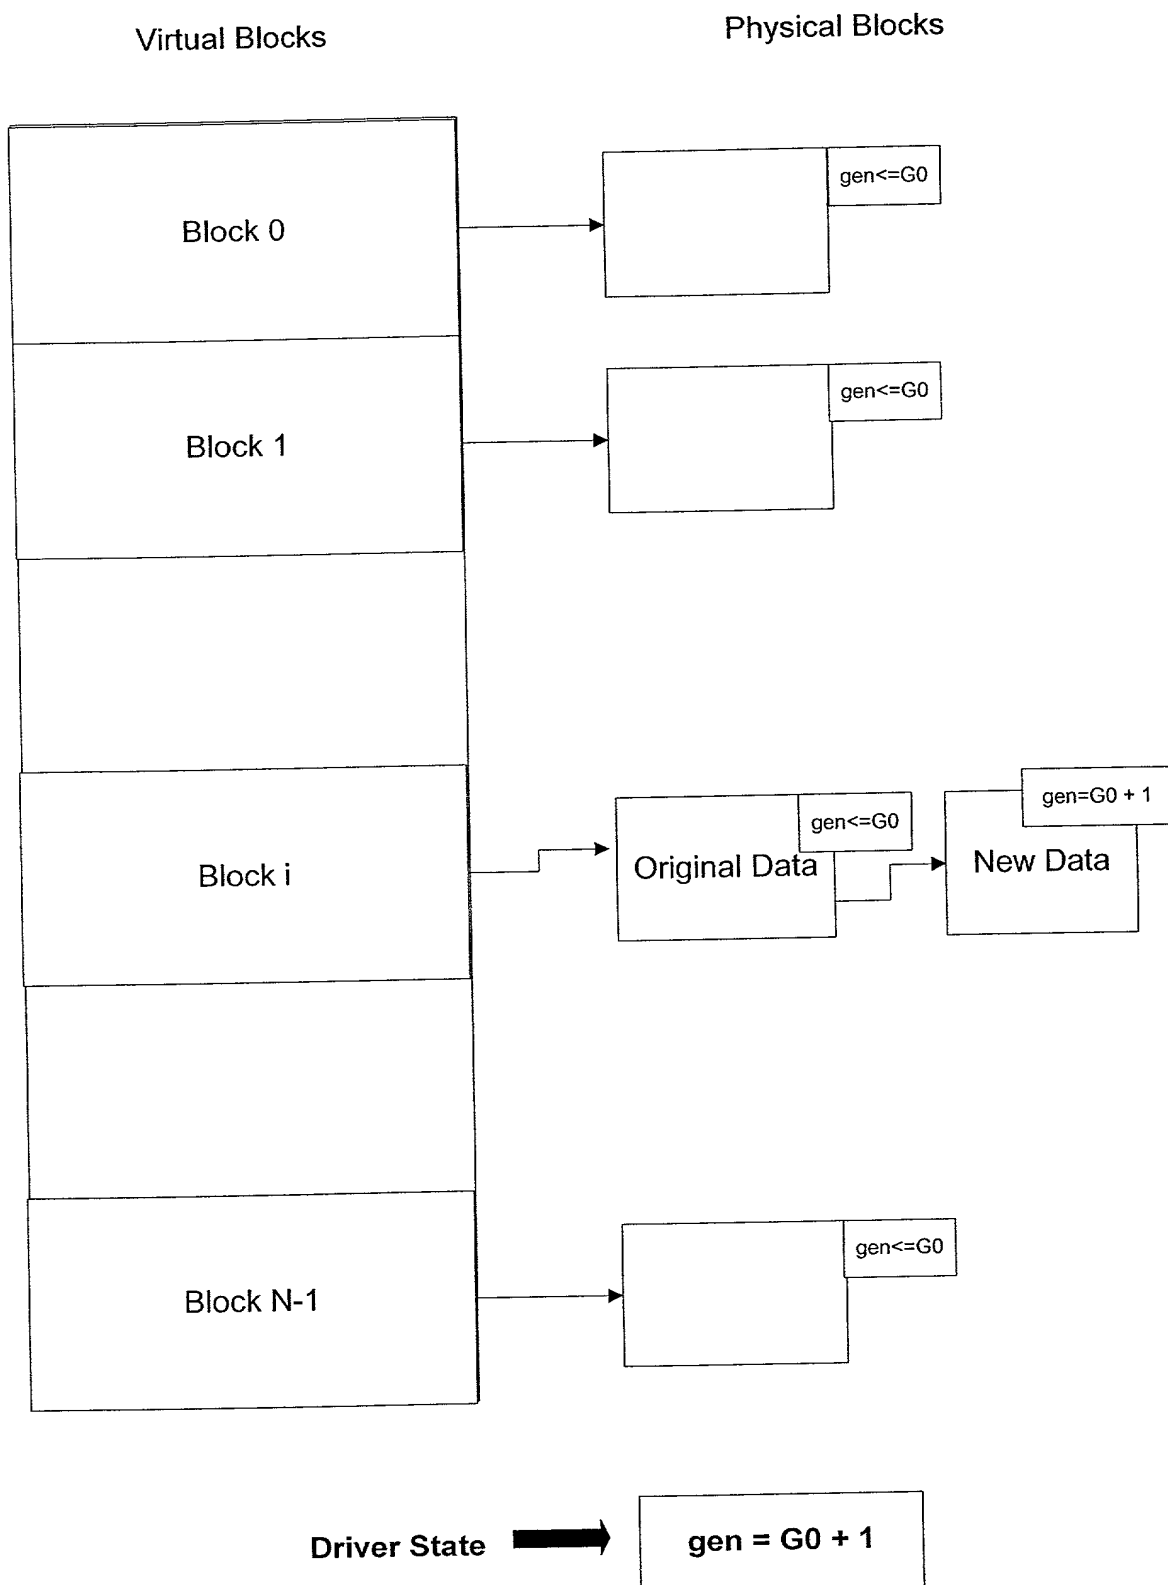 Virtual Blocks
Physical Blocks
Block 0
gen<=G0
Block 1
gen<=G0
Block i
Original Data
gen<=G0
New Data
gen=G0 + 1
Block N-1
gen<=G0
Driver State
gen = G0 + 1